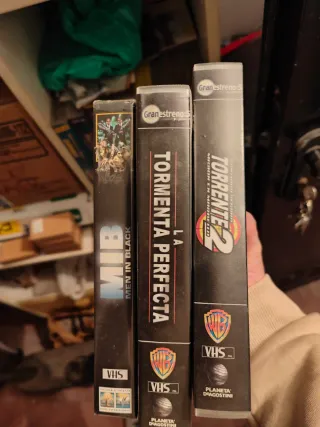 MIB
MEN IN BLACK
VHS
Granestreno:S
LA
TORMENTA PERFECTA
WB
VHS
PLANETA
DeAGOSTINI
Granestreno:S
TORRENTE 2
WB
VHS
PLANETA
DeAGOSTINI